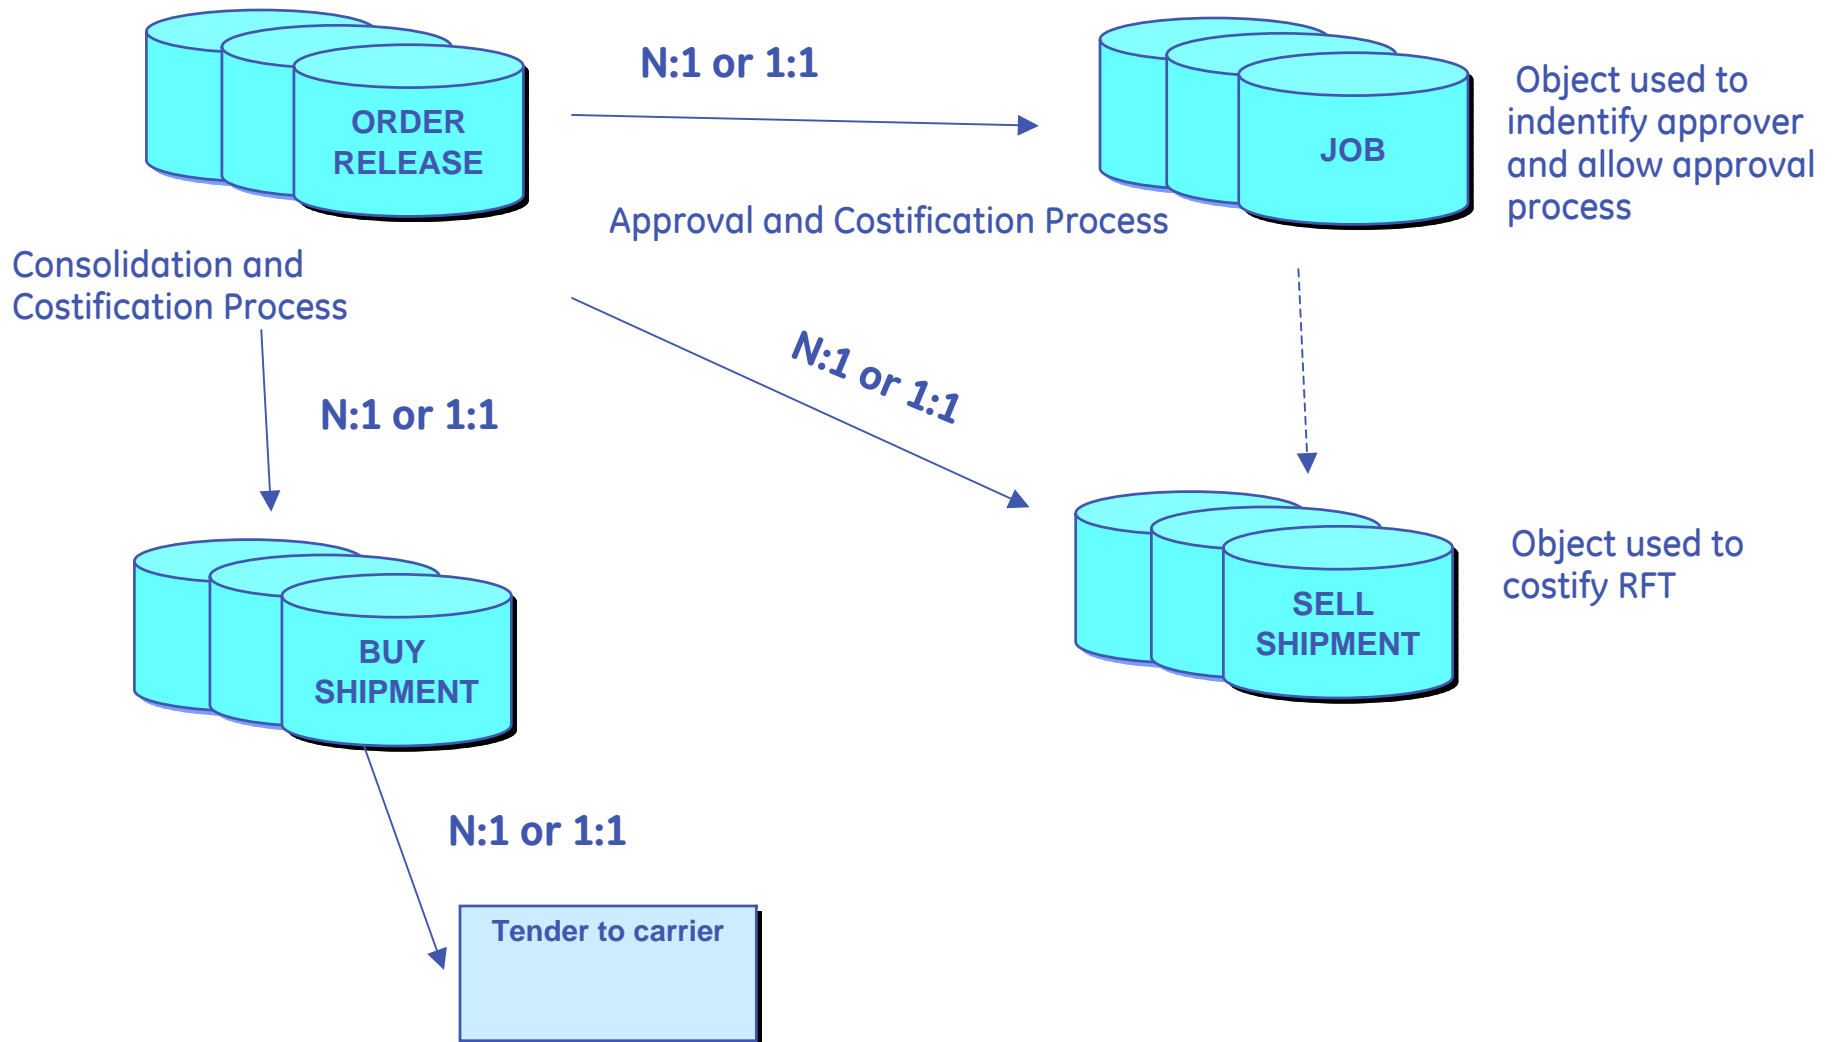 N:1 or 1:1
ORDER
RELEASE
JOB
Object used to
indentify approver
and allow approval
process
Approval and Costification Process
Consolidation and
Costification Process
N:1 or 1:1
N:1 or 1:1
Object used to
costify RFT
SELL
SHIPMENT
BUY
SHIPMENT
N:1 or 1:1
Tender to carrier